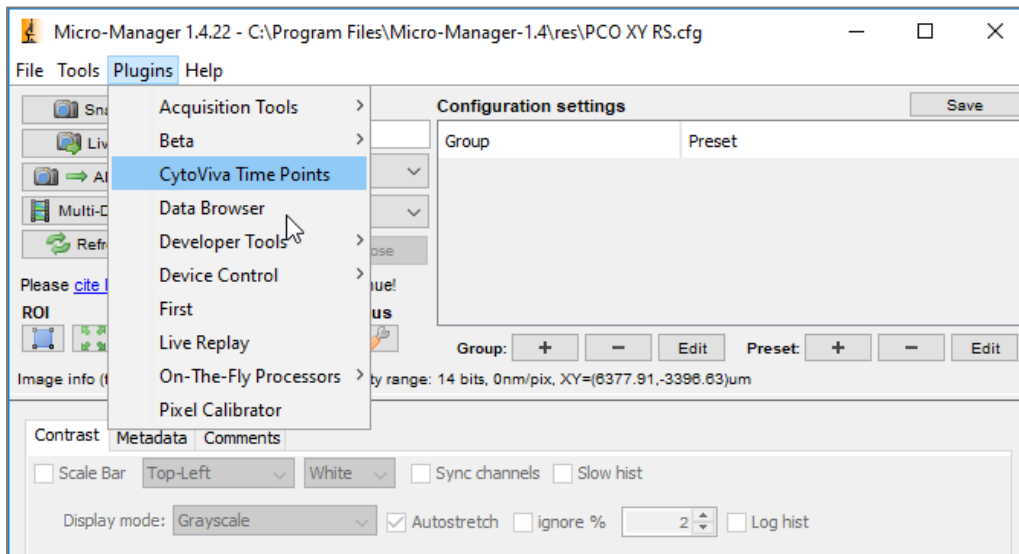 Micro-Manager 1.4.22 - C:\Program Files\Micro-Manager-1.4\res\PCO XY RS.cfg
File Tools Plugins Help
Acquisition Tools
Beta
CytoViva Time Points
Data Browser
Developer Tools
Device Control
First
Live Replay
On-The-Fly Processors
Pixel Calibrator
Multi-D
Please cite
ROI
Image info
Configuration settings Save
Group Preset
Group: + − Edit Preset: + − Edit
ty range: 14 bits, 0nm/pix, XY=(6377.91,-3396.63)um
Contrast Metadata Comments
Scale Bar Top-Left White Sync channels Slow hist
Display mode: Grayscale Autostretch ignore % 2 Log hist